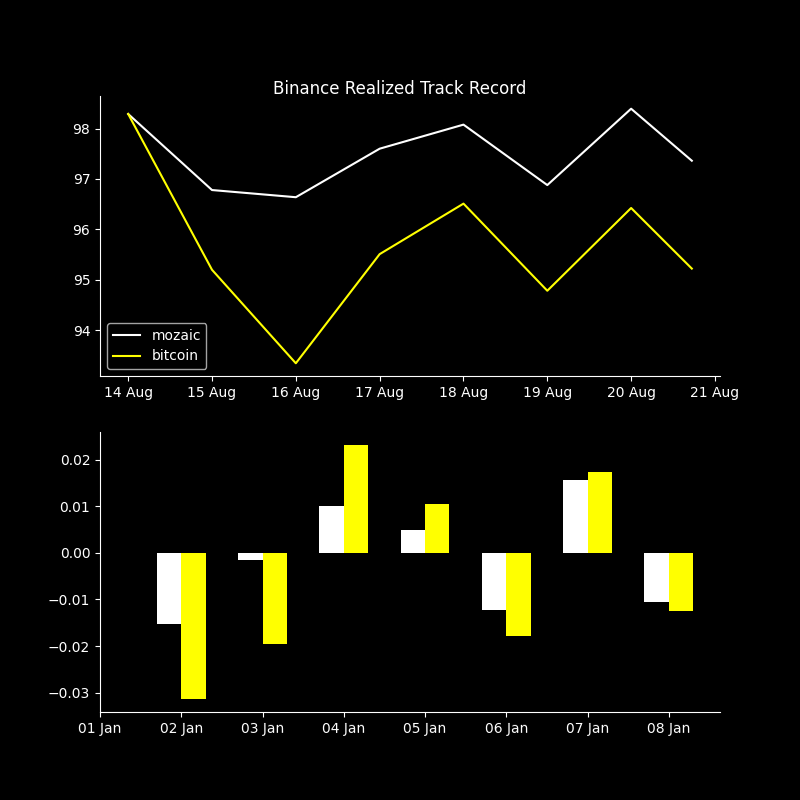 Binance Realized Track Record
98
97
96
95
94
mozaic
bitcoin
14 Aug 15 Aug 16 Aug 17 Aug 18 Aug 19 Aug 20 Aug 21 Aug
0.02
0.01
0.00
−0.01
−0.02
−0.03
01 Jan 02 Jan 03 Jan 04 Jan 05 Jan 06 Jan 07 Jan 08 Jan